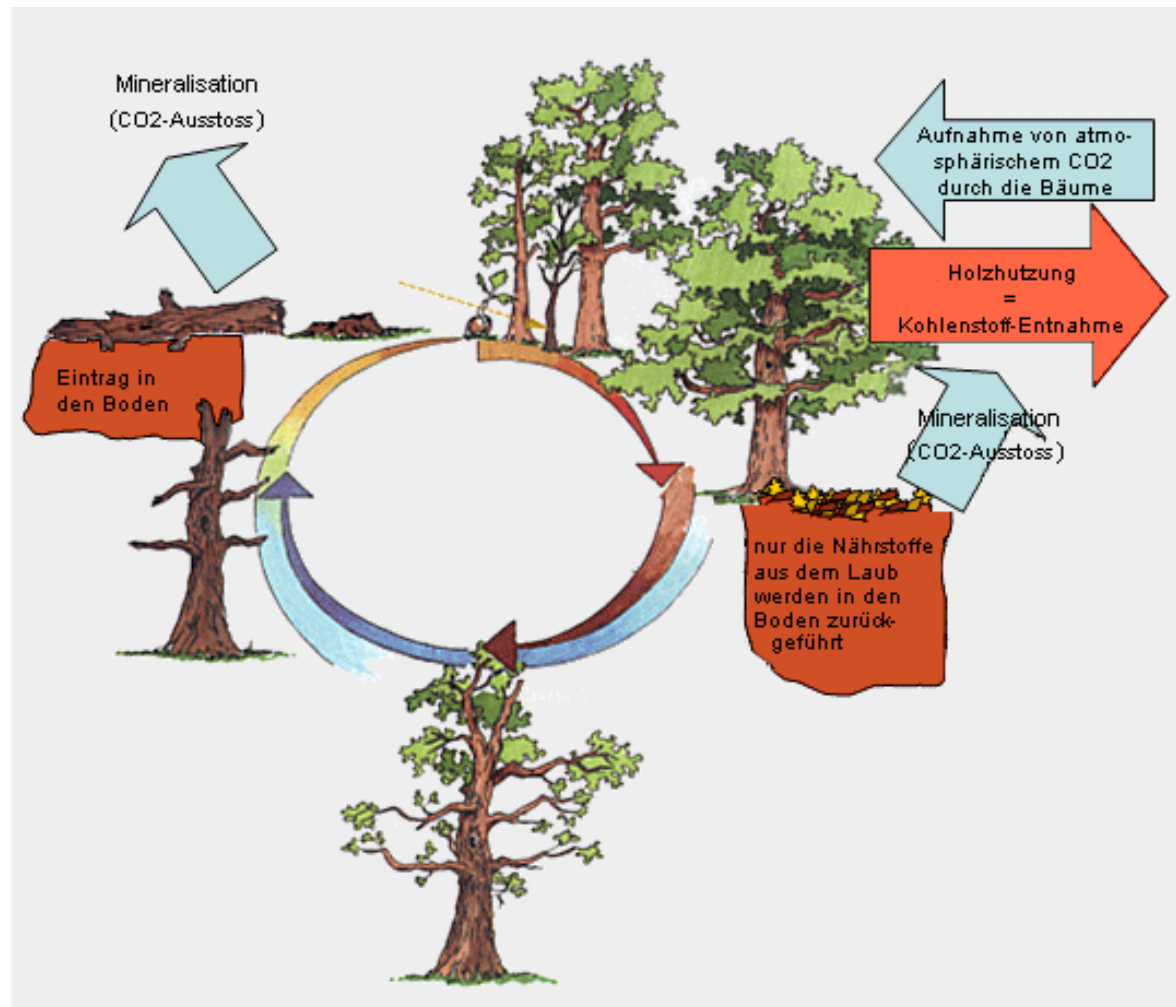 Mineralisation
(CO2-Ausstoss)
Aufnahme von atmo-
sphärischem CO2
durch die Bäume
Holzhutzung
=
Kohlenstoff-Entnahme
Eintrag in
den Boden
Mineralisation
(CO2-Ausstoss)
nur die Nährstoffe
aus dem Laub
werden in den
Boden zurück-
geführt